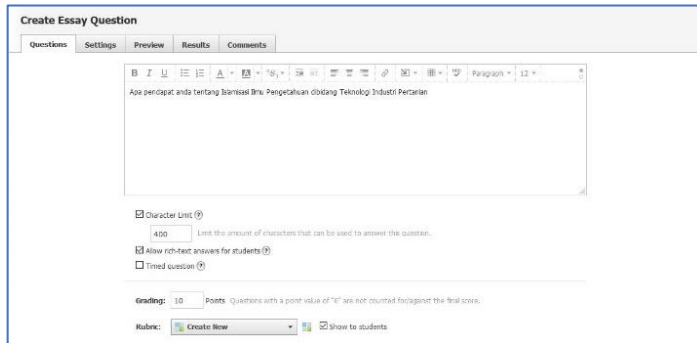 Create Essay Question
Questions Settings Preview Results Comments
B I U A Paragraph 12
Apa pendapat anda tentang Islamisasi Ilmu Pengetahuan dibidang Teknologi Industri Pertanian
Character Limit
400 Limit the amount of characters that can be used to answer this question.
Allow rich-text answers for students
Timed question
Grading: 10 Points Questions with a point value of "0" are not counted for/against the final score.
Rubric: Create New Show to students